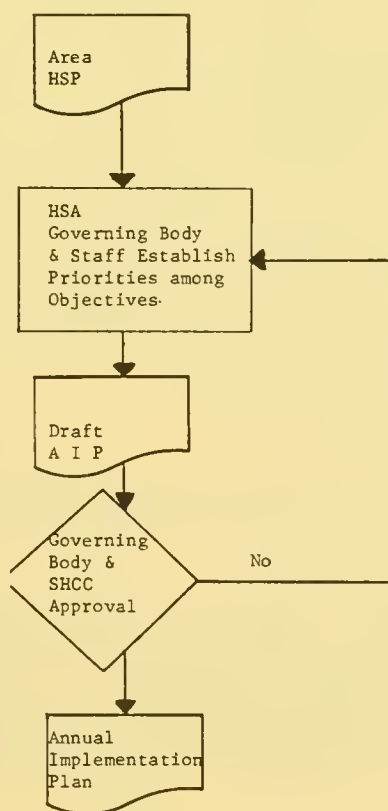 Area
HSP
HSA
Governing Body
& Staff Establish
Priorities among
Objectives.
Draft
A I P
Governing
Body &
SHCC
Approval
No
Annual
Implementation
Plan